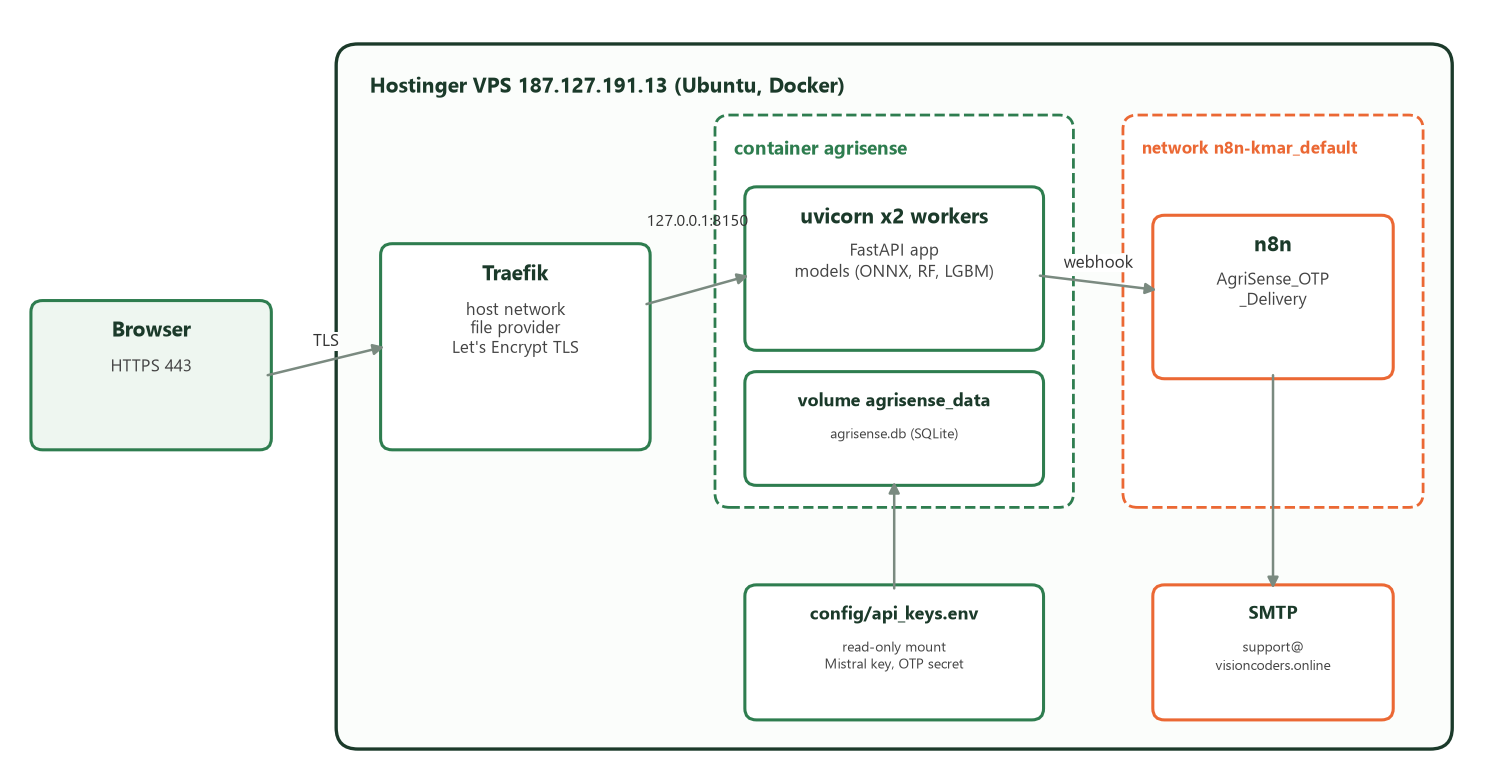 Hostinger VPS 187.127.191.13 (Ubuntu, Docker)
Browser
HTTPS 443
TLS
Traefik
host network
file provider
Let's Encrypt TLS
127.0.0.1:8150
container agrisense
uvicorn x2 workers
FastAPI app
models (ONNX, RF, LGBM)
volume agrisense_data
agrisense.db (SQLite)
config/api_keys.env
read-only mount
Mistral key, OTP secret
webhook
network n8n-kmar_default
n8n
AgriSense_OTP
_Delivery
SMTP
support@
visioncoders.online